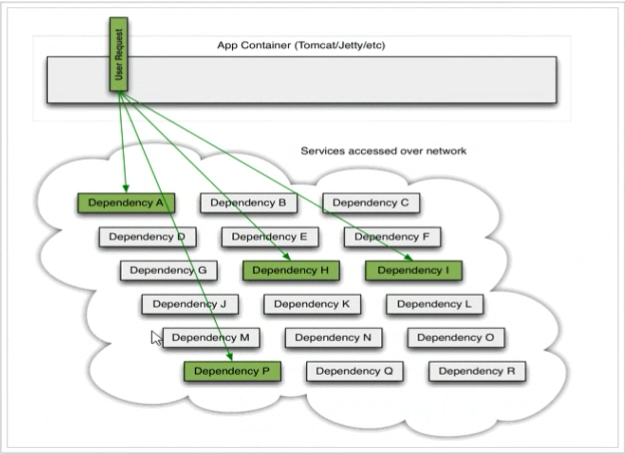 User Request
App Container (Tomcat/Jetty/etc)
Services accessed over network
Dependency A
Dependency B
Dependency C
Dependency D
Dependency E
Dependency F
Dependency G
Dependency H
Dependency I
Dependency J
Dependency K
Dependency L
Dependency M
Dependency N
Dependency O
Dependency P
Dependency Q
Dependency R